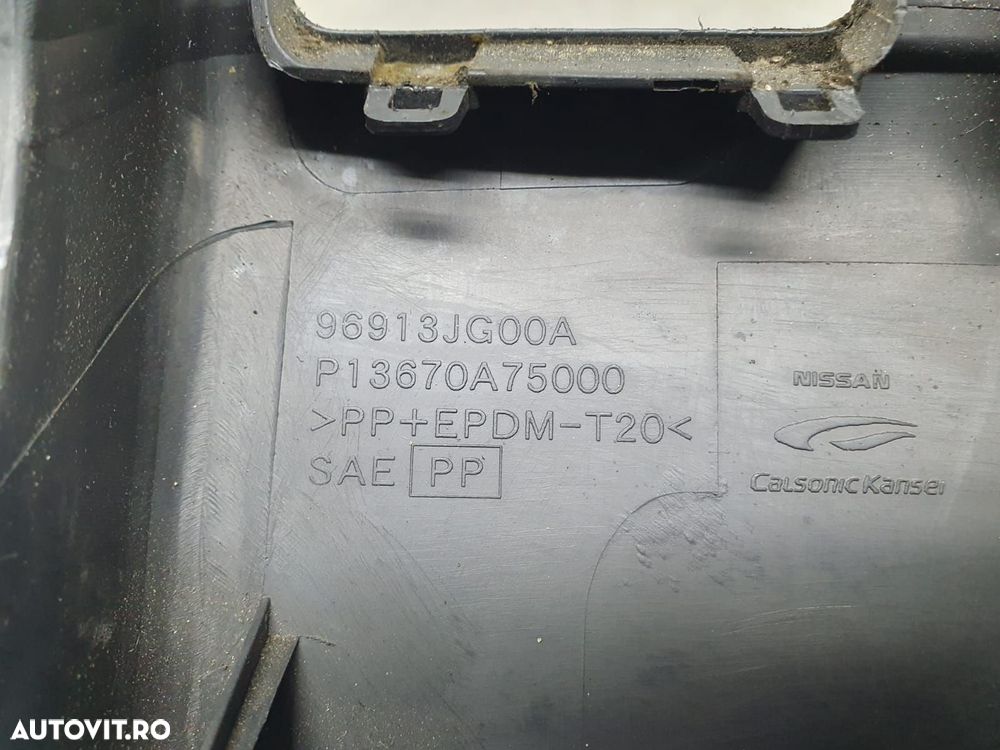 96913JG00A
P13670A75000
>PP+EPDM-T20<
SAE PP
NISSAN
CALSONIC KANSEI
AUTOVIT.RO